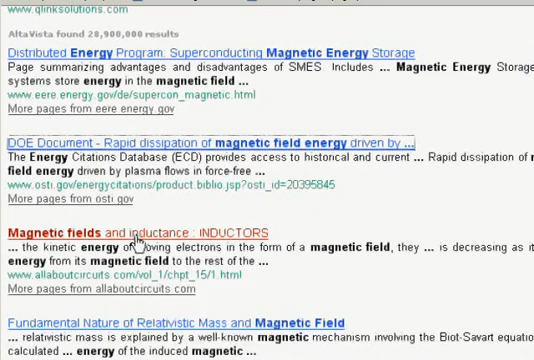 www.qlinksolutions.com
AltaVista found 28,900,000 results
Distributed Energy Program: Superconducting Magnetic Energy Storage
Page summarizing advantages and disadvantages of SMES Includes ... Magnetic Energy Storage
systems store energy in the magnetic field ...
www.eere.energy.gov/de/supercon_magnetic.html
More pages from eere.energy.gov
DOE Document - Rapid dissipation of magnetic field energy driven by ...
The Energy Citations Database (ECD) provides access to historical and current ... Rapid dissipation of
field energy driven by plasma flows in force-free ...
www.osti.gov/energycitations/product.biblio.jsp?osti_id=20395845
More pages from osti.gov
Magnetic fields and inductance : INDUCTORS
... the kinetic energy of moving electrons in the form of a magnetic field, they ... is decreasing as it
energy from its magnetic field to the rest of the ...
www.allaboutcircuits.com/vol_1/chpt_15/1.html
More pages from allaboutcircuits.com
Fundamental Nature of Relativistic Mass and Magnetic Field
... relativistic mass is explained by a well-known magnetic mechanism involving the Biot-Savart equatio
calculated ... energy of the induced magnetic ...